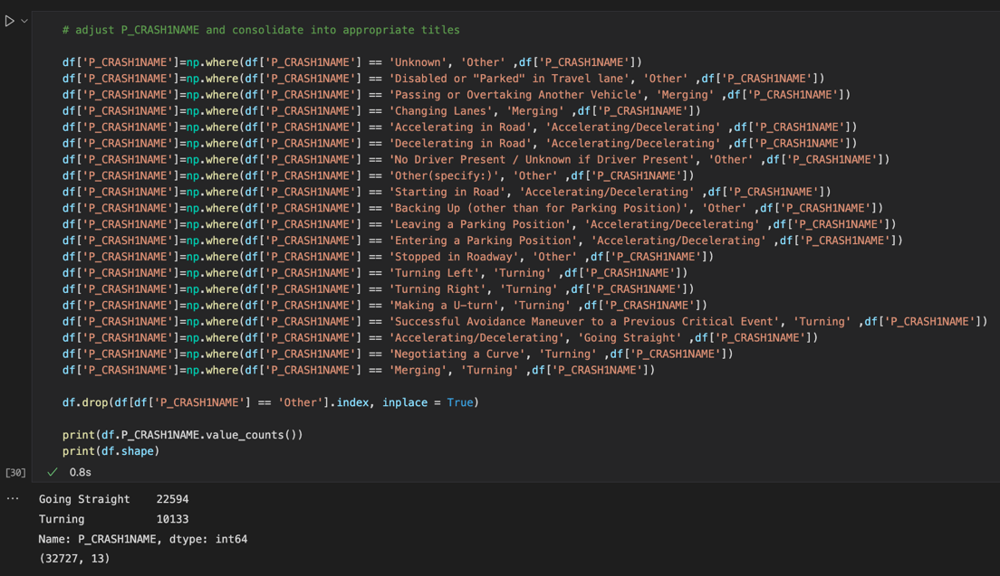 # adjust P_CRASH1NAME and consolidate into appropriate titles
df['P_CRASH1NAME']=np.where(df['P_CRASH1NAME'] == 'Unknown', 'Other' ,df['P_CRASH1NAME'])
df['P_CRASH1NAME']=np.where(df['P_CRASH1NAME'] == 'Disabled or "Parked" in Travel lane', 'Other' ,df['P_CRASH1NAME'])
df['P_CRASH1NAME']=np.where(df['P_CRASH1NAME'] == 'Passing or Overtaking Another Vehicle', 'Merging' ,df['P_CRASH1NAME'])
df['P_CRASH1NAME']=np.where(df['P_CRASH1NAME'] == 'Changing Lanes', 'Merging' ,df['P_CRASH1NAME'])
df['P_CRASH1NAME']=np.where(df['P_CRASH1NAME'] == 'Accelerating in Road', 'Accelerating/Decelerating' ,df['P_CRASH1NAME'])
df['P_CRASH1NAME']=np.where(df['P_CRASH1NAME'] == 'Decelerating in Road', 'Accelerating/Decelerating' ,df['P_CRASH1NAME'])
df['P_CRASH1NAME']=np.where(df['P_CRASH1NAME'] == 'No Driver Present / Unknown if Driver Present', 'Other' ,df['P_CRASH1NAME'])
df['P_CRASH1NAME']=np.where(df['P_CRASH1NAME'] == 'Other(specify:)', 'Other' ,df['P_CRASH1NAME'])
df['P_CRASH1NAME']=np.where(df['P_CRASH1NAME'] == 'Starting in Road', 'Accelerating/Decelerating' ,df['P_CRASH1NAME'])
df['P_CRASH1NAME']=np.where(df['P_CRASH1NAME'] == 'Backing Up (other than for Parking Position)', 'Other' ,df['P_CRASH1NAME'])
df['P_CRASH1NAME']=np.where(df['P_CRASH1NAME'] == 'Leaving a Parking Position', 'Accelerating/Decelerating' ,df['P_CRASH1NAME'])
df['P_CRASH1NAME']=np.where(df['P_CRASH1NAME'] == 'Entering a Parking Position', 'Accelerating/Decelerating' ,df['P_CRASH1NAME'])
df['P_CRASH1NAME']=np.where(df['P_CRASH1NAME'] == 'Stopped in Roadway', 'Other' ,df['P_CRASH1NAME'])
df['P_CRASH1NAME']=np.where(df['P_CRASH1NAME'] == 'Turning Left', 'Turning' ,df['P_CRASH1NAME'])
df['P_CRASH1NAME']=np.where(df['P_CRASH1NAME'] == 'Turning Right', 'Turning' ,df['P_CRASH1NAME'])
df['P_CRASH1NAME']=np.where(df['P_CRASH1NAME'] == 'Making a U-turn', 'Turning' ,df['P_CRASH1NAME'])
df['P_CRASH1NAME']=np.where(df['P_CRASH1NAME'] == 'Successful Avoidance Maneuver to a Previous Critical Event', 'Turning' ,df['P_CRASH1NAME'])
df['P_CRASH1NAME']=np.where(df['P_CRASH1NAME'] == 'Accelerating/Decelerating', 'Going Straight' ,df['P_CRASH1NAME'])
df['P_CRASH1NAME']=np.where(df['P_CRASH1NAME'] == 'Negotiating a Curve', 'Turning' ,df['P_CRASH1NAME'])
df['P_CRASH1NAME']=np.where(df['P_CRASH1NAME'] == 'Merging', 'Turning' ,df['P_CRASH1NAME'])
df.drop(df[df['P_CRASH1NAME'] == 'Other'].index, inplace = True)
print(df.P_CRASH1NAME.value_counts())
print(df.shape)
[30] ✓ 0.8s
... Going Straight 22594
Turning 10133
Name: P_CRASH1NAME, dtype: int64
(32727, 13)